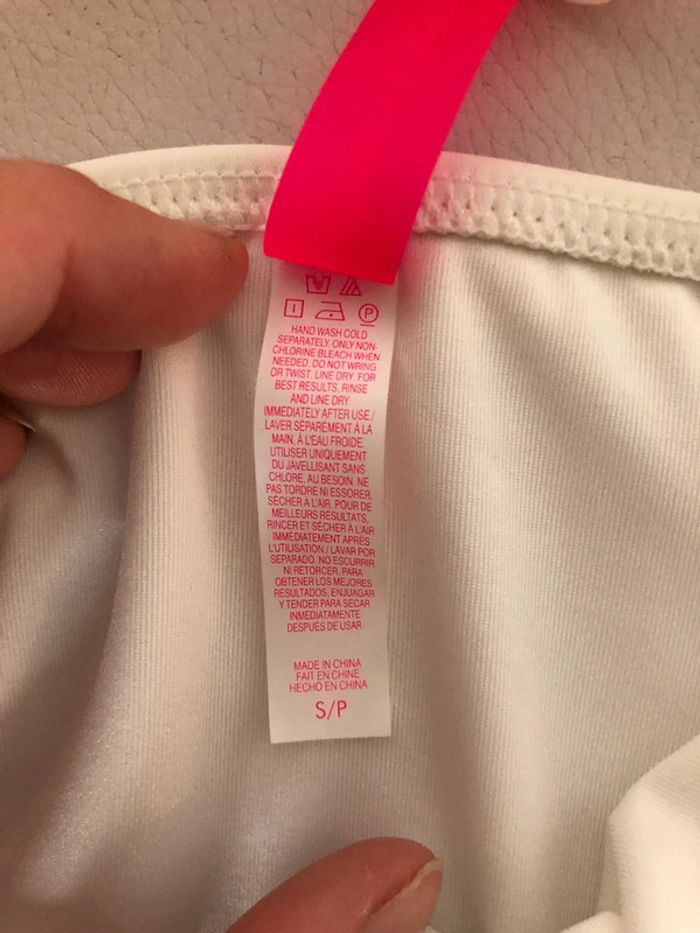 P
HAND WASH COLD
SEPARATELY. ONLY NON-
CHLORINE BLEACH WHEN
NEEDED. DO NOT WRING
OR TWIST. LINE DRY. FOR
BEST RESULTS, RINSE
AND LINE DRY
IMMEDIATELY AFTER USE./
LAVER SÉPARÉMENT À LA
MAIN, À L'EAU FROIDE.
UTILISER UNIQUEMENT
DU JAVELLISANT SANS
CHLORE, AU BESOIN. NE
PAS TORDRE NI ESSORER.
SÉCHER À L'AIR. POUR DE
MEILLEURS RÉSULTATS,
RINCER ET SÉCHER À L'AIR
IMMÉDIATEMENT APRÈS
L'UTILISATION / LAVAR POR
SEPARADO. NO ESCURRIR
NI RETORCER. PARA
OBTENER LOS MEJORES
RESULTADOS, ENJUAGAR
Y TENDER PARA SECAR
INMEDIATAMENTE
DESPUÉS DE USAR.
MADE IN CHINA
FAIT EN CHINE
HECHO EN CHINA
S/P